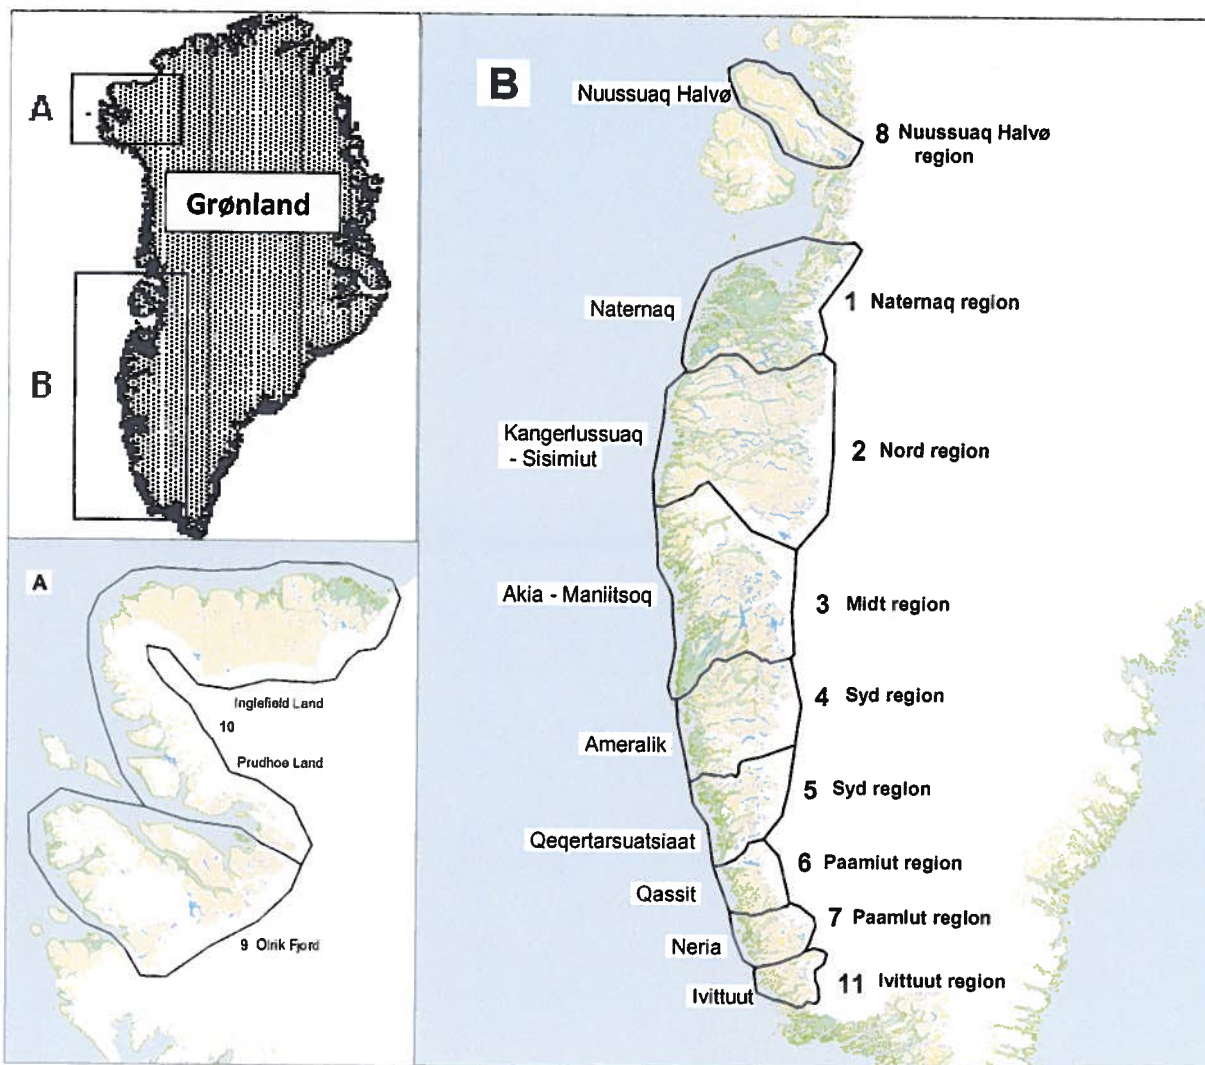 A
Grønland
B
A
Inglefield Land
10
Prudhoe Land
9 Olrik Fjord
B
Nuussuaq Halvø
8 Nuussuaq Halvø
region
Naternaq
1 Naternaq region
Kangerlussuaq
- Sisimiut
2 Nord region
Akia - Maniitsoq
3 Midt region
4 Syd region
Ameralik
5 Syd region
Qeqertarsuatsiaat
6 Paamiut region
Qassit
7 Paamiut region
Neria
Ivittuut
11 Ivittuut region